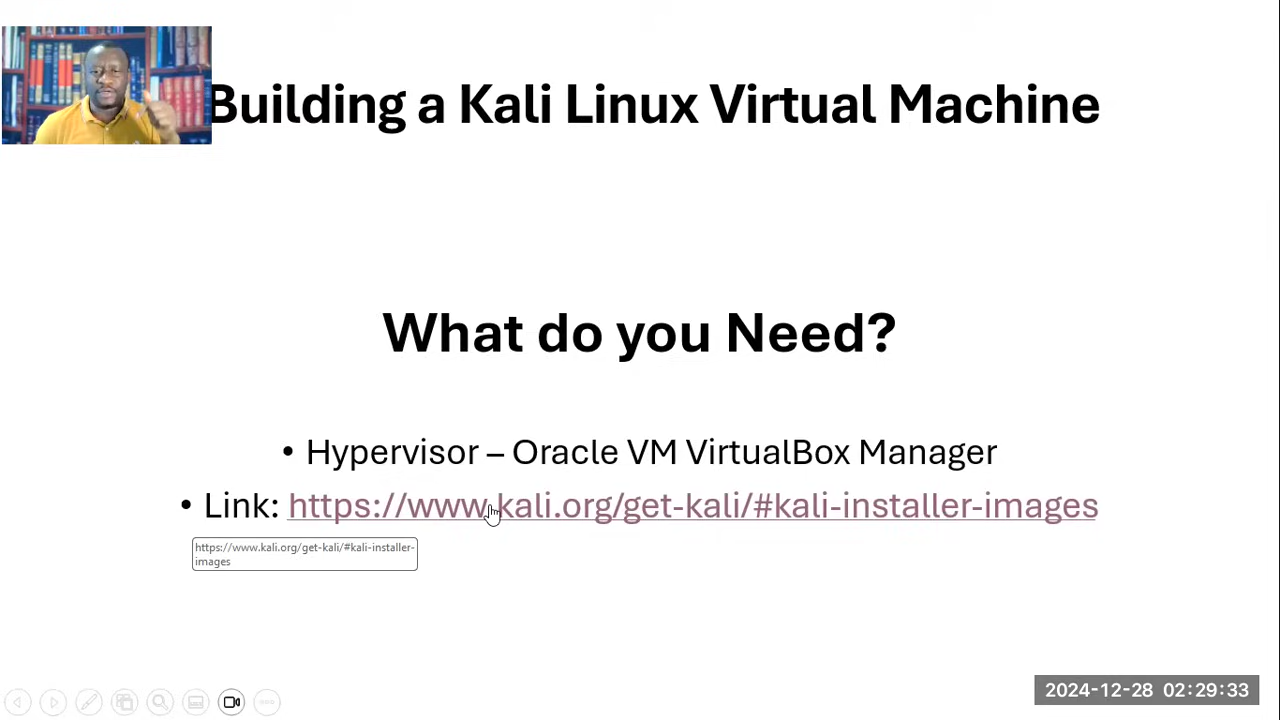 Building a Kali Linux Virtual Machine
What do you Need?
• Hypervisor – Oracle VM VirtualBox Manager
• Link: https://www.kali.org/get-kali/#kali-installer-images
https://www.kali.org/get-kali/#kali-installer-
images
2024-12-28 02:29:33